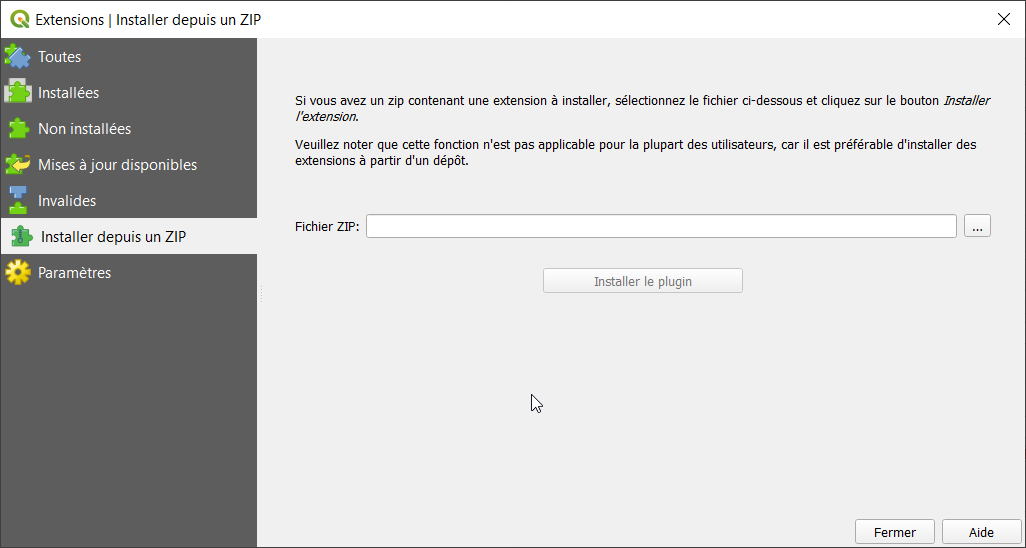 Extensions | Installer depuis un ZIP
Toutes
Installées
Non installées
Mises à jour disponibles
Invalides
Installer depuis un ZIP
Paramètres
Si vous avez un zip contenant une extension à installer, sélectionnez le fichier ci-dessous et cliquez sur le bouton Installer
l'extension.
Veuillez noter que cette fonction n'est pas applicable pour la plupart des utilisateurs, car il est préférable d'installer des
extensions à partir d'un dépôt.
Fichier ZIP:
...
Installer le plugin
Fermer
Aide